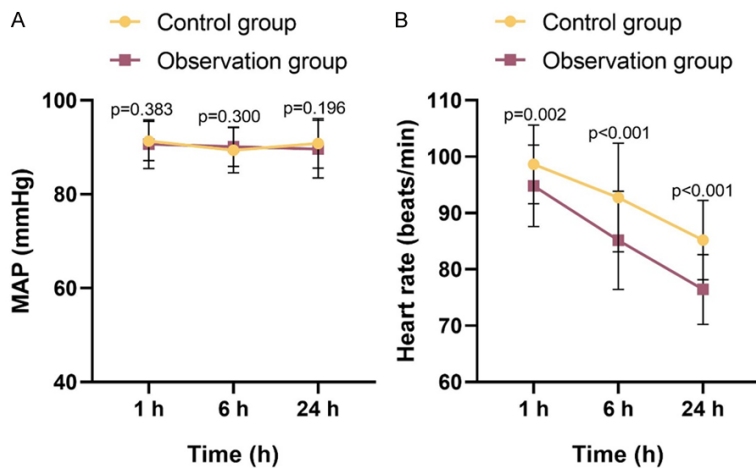 A
Control group
Observation group
p=0.383
p=0.300
p=0.196
100
80
60
40
MAP (mmHg)
1 h
6 h
24 h
Time (h)
B
Control group
Observation group
p=0.002
p<0.001
p<0.001
110
100
90
80
70
60
Heart rate (beats/min)
1 h
6 h
24 h
Time (h)